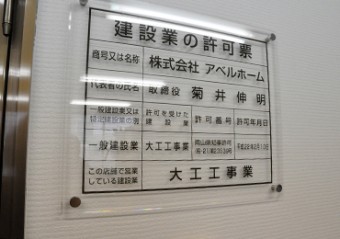 建設業の許可票
商号又は名称 株式会社 アベルホーム
代表者の氏名 取締役 菊井伸明
一般建設業又は
特定建設業の別
許可を受けた
建設業
許可番号 許可年月日
一般建設業 大工工事業
この店舗で営業
している建設業
大工工事業